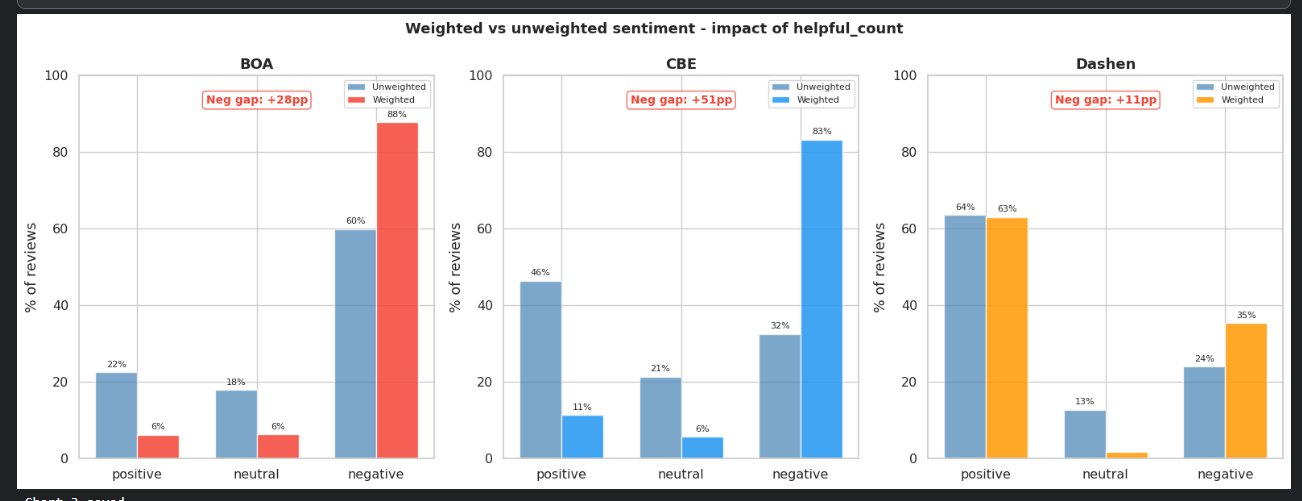 Weighted vs unweighted sentiment - impact of helpful_count
BOA
% of reviews
100
80
60
40
20
0
Neg gap: +28pp
Unweighted
Weighted
22%
6%
18%
6%
60%
88%
positive
neutral
negative
CBE
% of reviews
100
80
60
40
20
0
Neg gap: +51pp
Unweighted
Weighted
46%
11%
21%
6%
32%
83%
positive
neutral
negative
Dashen
% of reviews
100
80
60
40
20
0
Neg gap: +11pp
Unweighted
Weighted
64%
63%
13%
24%
35%
positive
neutral
negative